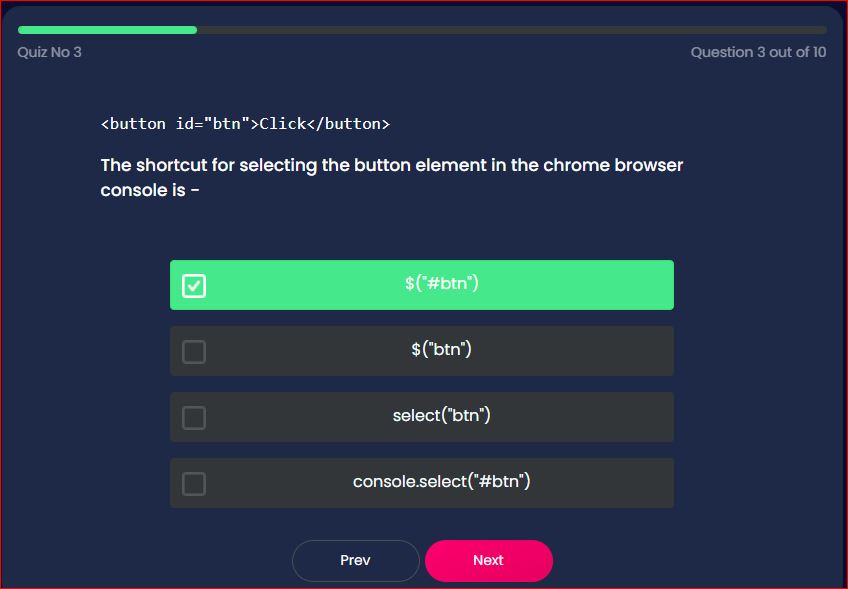 Quiz No 3
Question 3 out of 10
<button id="btn">Click</button>
The shortcut for selecting the button element in the chrome browser
console is -
$("#btn")
$("btn")
select("btn")
console.select("#btn")
Prev
Next